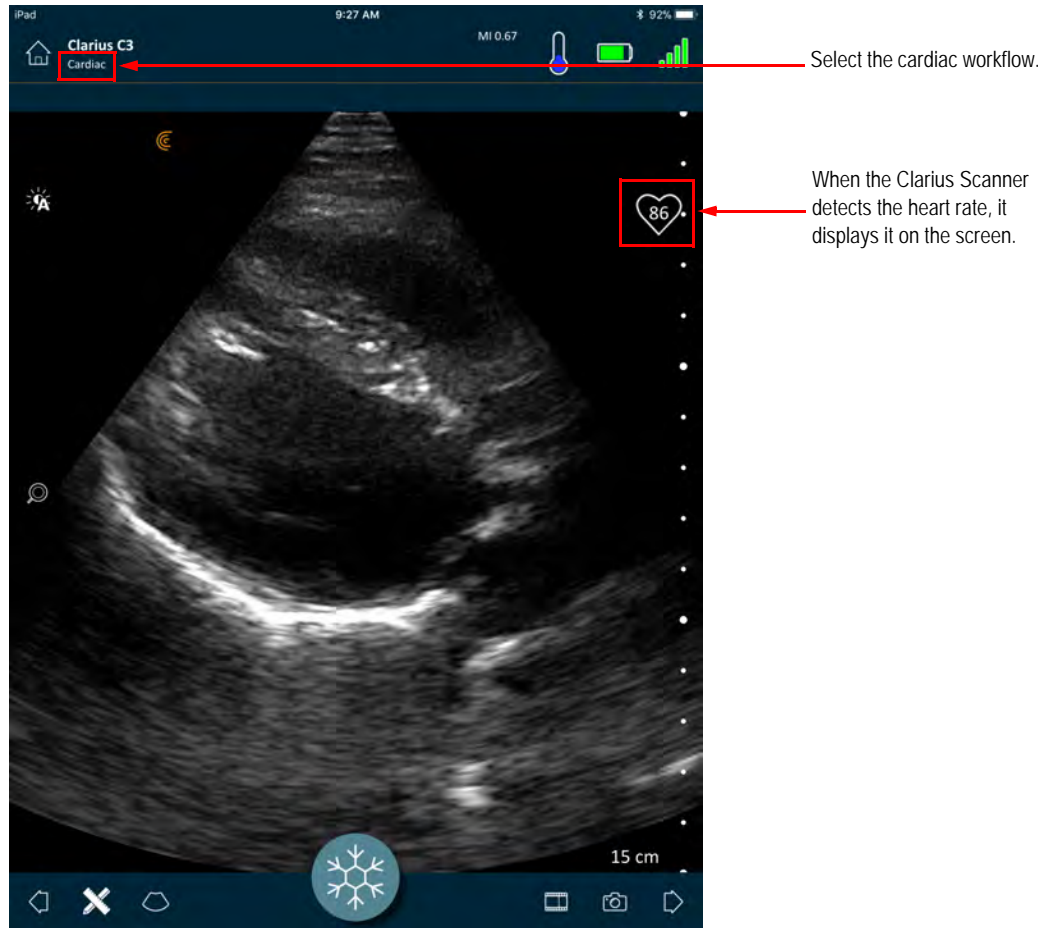 iPad 9:27 AM 92%
Clarius C3 MI 0.67
Cardiac
Select the cardiac workflow.
When the Clarius Scanner
detects the heart rate, it
displays it on the screen.
A
86
15 cm